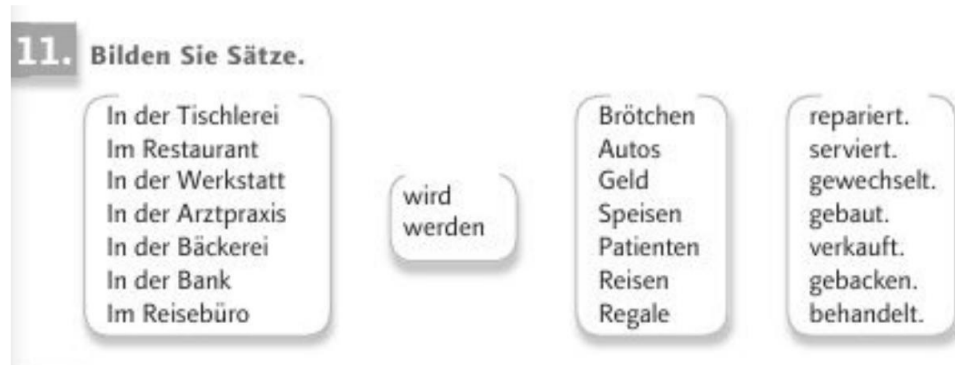 11. Bilden Sie Sätze.
In der Tischlerei
Im Restaurant
In der Werkstatt
In der Arztpraxis
In der Bäckerei
In der Bank
Im Reisebüro
wird
werden
Brötchen
Autos
Geld
Speisen
Patienten
Reisen
Regale
repariert.
serviert.
gewechselt.
gebaut.
verkauft.
gebacken.
behandelt.